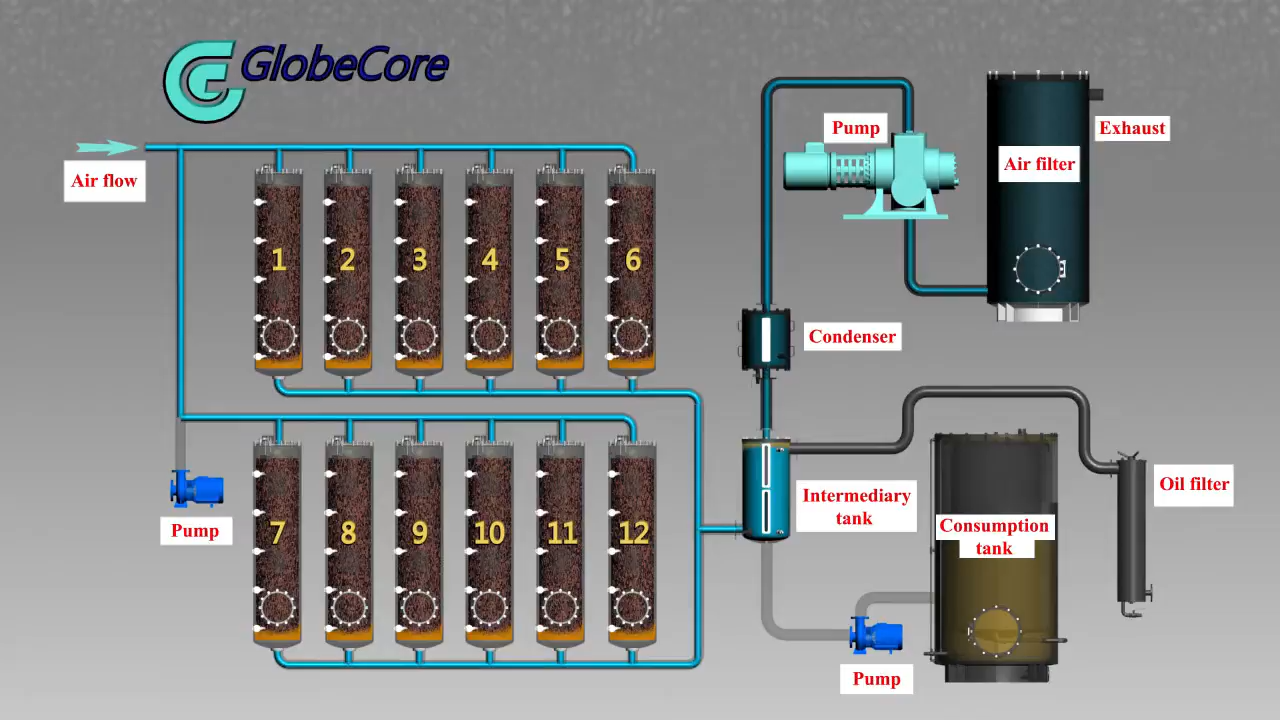 GlobeCore
Air flow
Pump
Exhaust
Air filter
1 2 3 4 5 6
Condenser
Intermediary
tank
Oil filter
Consumption
tank
Pump
7 8 9 10 11 12
Pump